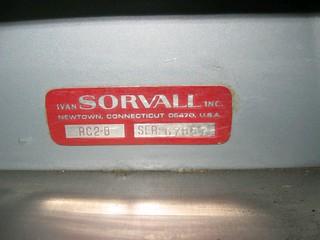 IVAN SORVALL INC.
NEWTOWN, CONNECTICUT 06470, U.S.A.
RC2-B SER.